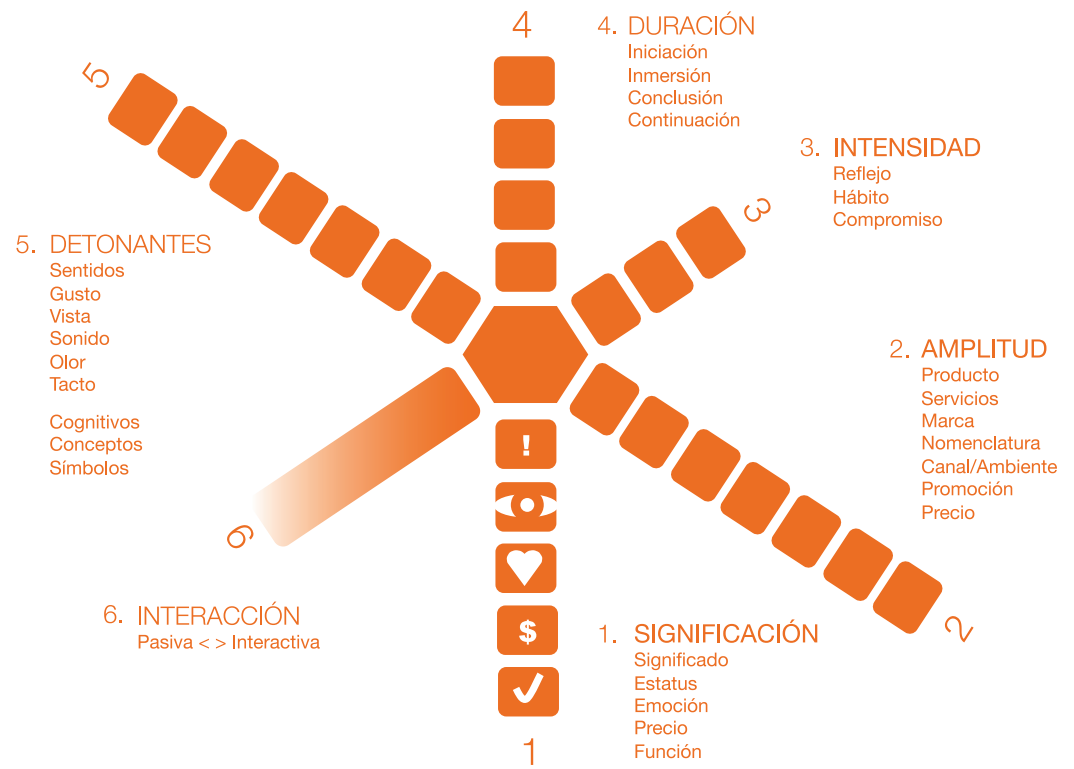 4
4. DURACIÓN
Iniciación
Inmersión
Conclusión
Continuación
5
3. INTENSIDAD
Reflejo
Hábito
Compromiso
3
5. DETONANTES
Sentidos
Gusto
Vista
Sonido
Olor
Tacto
Cognitivos
Conceptos
Símbolos
2. AMPLITUD
Producto
Servicios
Marca
Nomenclatura
Canal/Ambiente
Promoción
Precio
!
$
6
2
6. INTERACCIÓN
Pasiva < > Interactiva
1. SIGNIFICACIÓN
Significado
Estatus
Emoción
Precio
Función
1